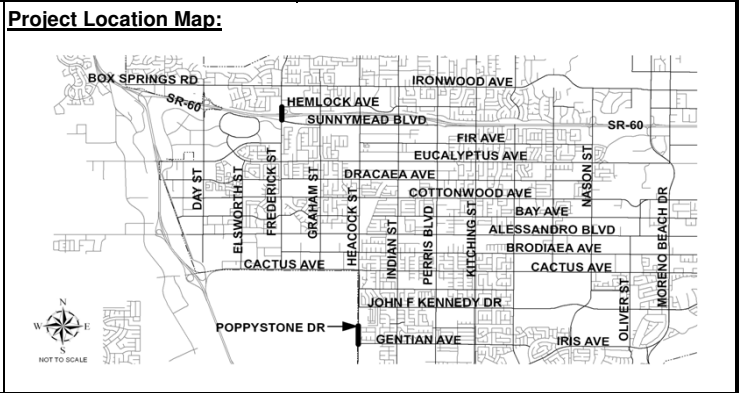 Project Location Map:
BOX SPRINGS RD
IRONWOOD AVE
SR-60
HEMLOCK AVE
SUNNYMEAD BLVD
SR-60
FIR AVE
EUCALYPTUS AVE
DRACAEA AVE
COTTONWOOD AVE
DAY ST
ELSWORTH ST
FREDERICK ST
GRAHAM ST
HEACOCK ST
INDIAN ST
PERRIS BLVD
KITCHING ST
NASON ST
MORENO BEACH DR
BAY AVE
ALESSANDRO BLVD
BRODIAEA AVE
CACTUS AVE
CACTUS AVE
OLIVER ST
JOHN F KENNEDY DR
POPPYSTONE DR
GENTIAN AVE
IRIS AVE
N
W E
S
NOT TO SCALE